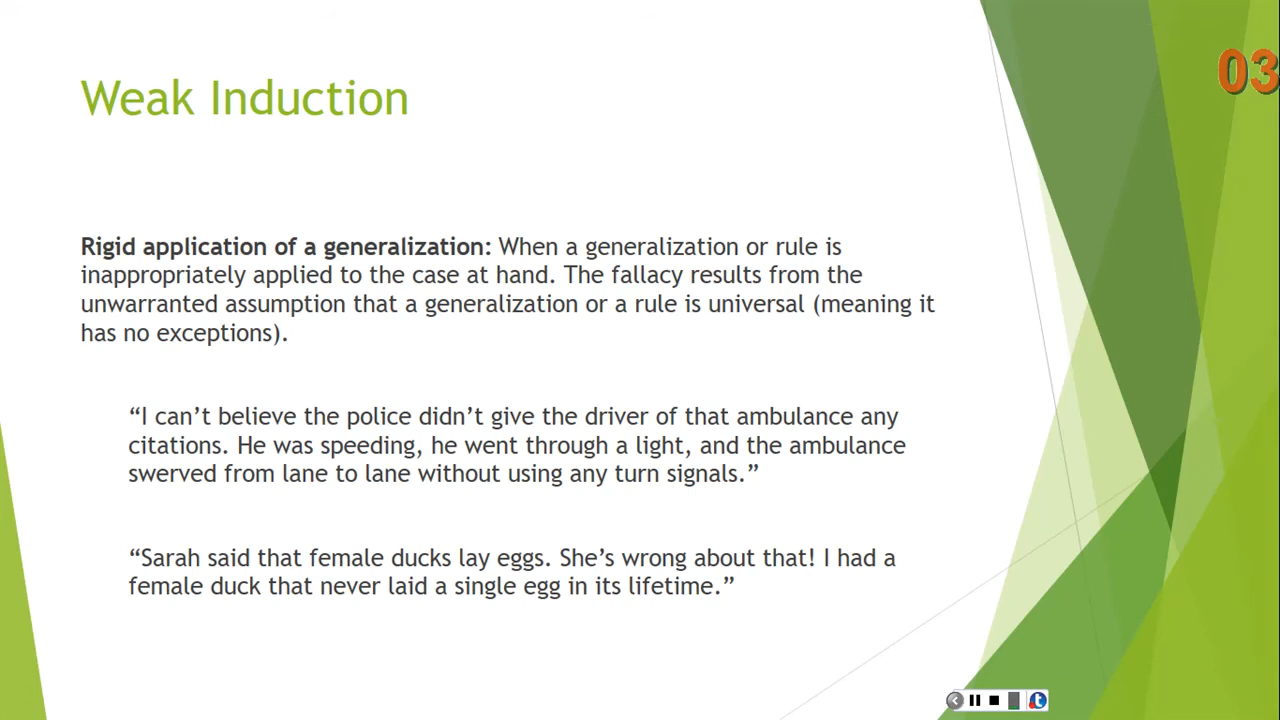 Weak Induction
03
Rigid application of a generalization: When a generalization or rule is
inappropriately applied to the case at hand. The fallacy results from the
unwarranted assumption that a generalization or a rule is universal (meaning it
has no exceptions).
“I can’t believe the police didn’t give the driver of that ambulance any
citations. He was speeding, he went through a light, and the ambulance
swerved from lane to lane without using any turn signals.”
“Sarah said that female ducks lay eggs. She’s wrong about that! I had a
female duck that never laid a single egg in its lifetime.”
t